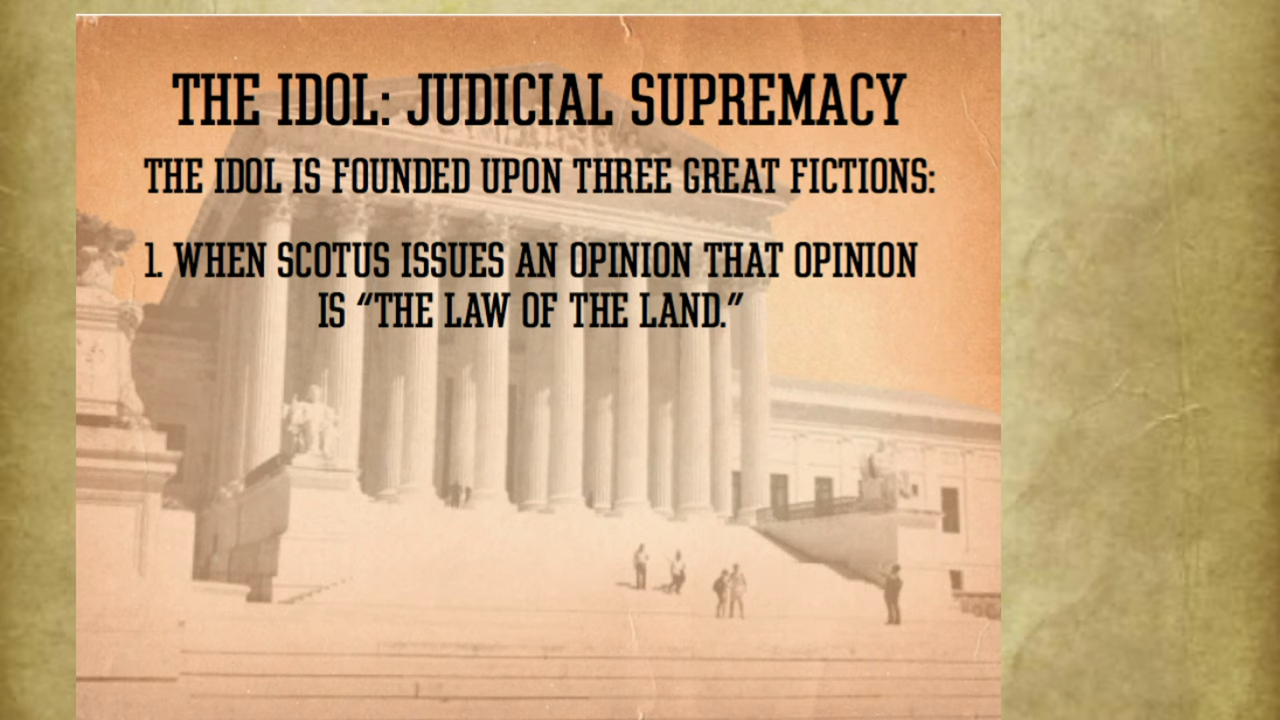 THE IDOL: JUDICIAL SUPREMACY
THE IDOL IS FOUNDED UPON THREE GREAT FICTIONS:
1. WHEN SCOTUS ISSUES AN OPINION THAT OPINION
IS “THE LAW OF THE LAND.”